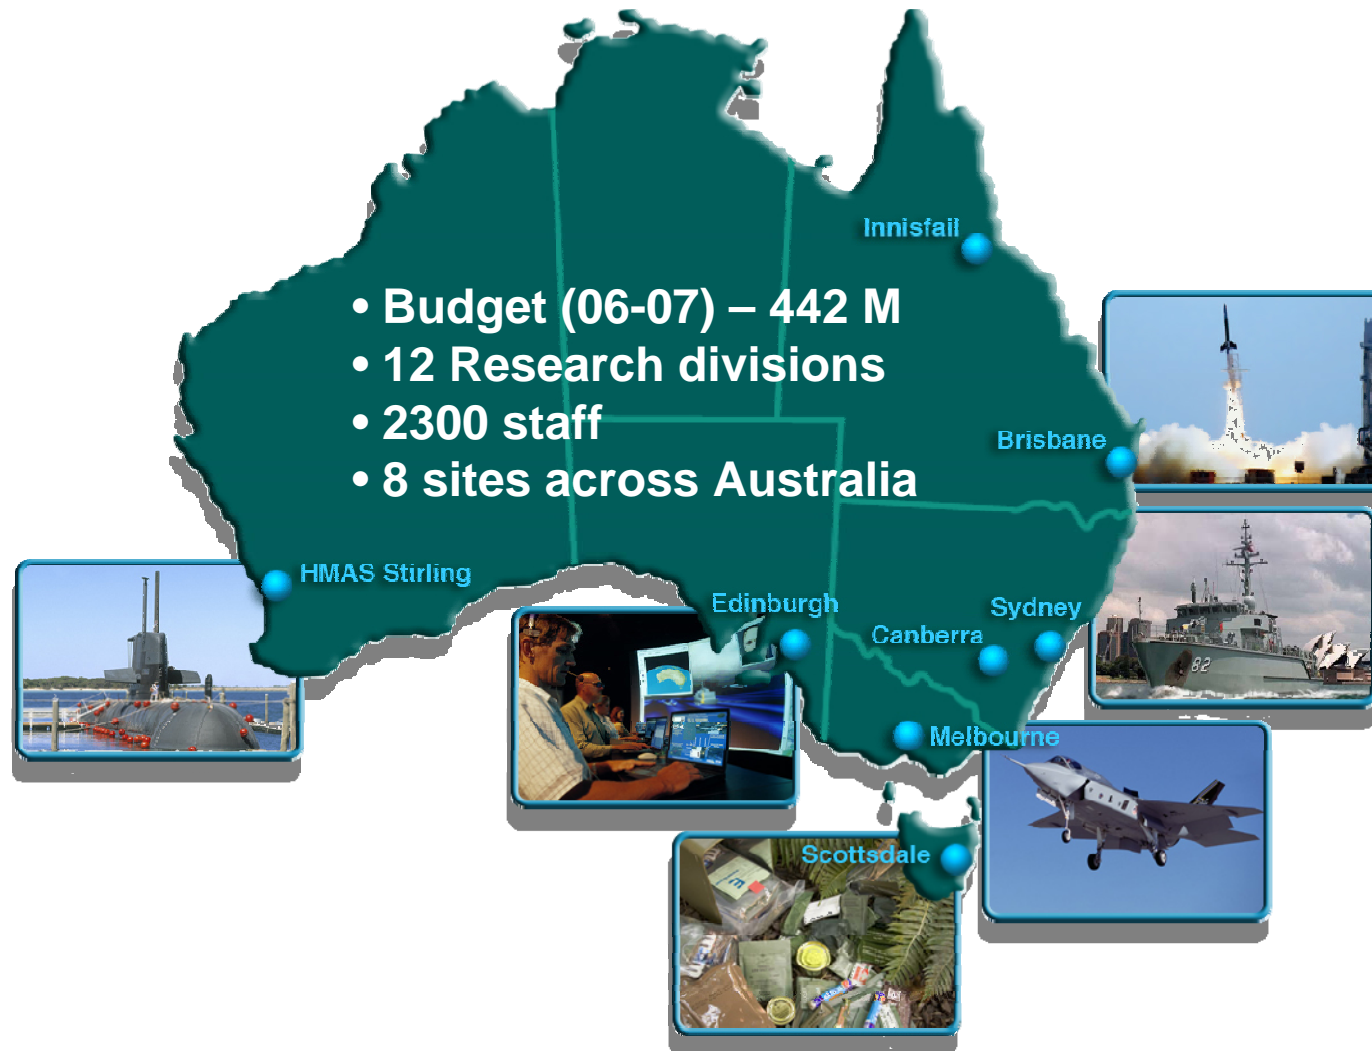 Innisfail
• Budget (06-07) – 442 M
• 12 Research divisions
• 2300 staff
• 8 sites across Australia
Brisbane
HMAS Stirling
Edinburgh
Sydney
Canberra
82
Melbourne
Scottsdale